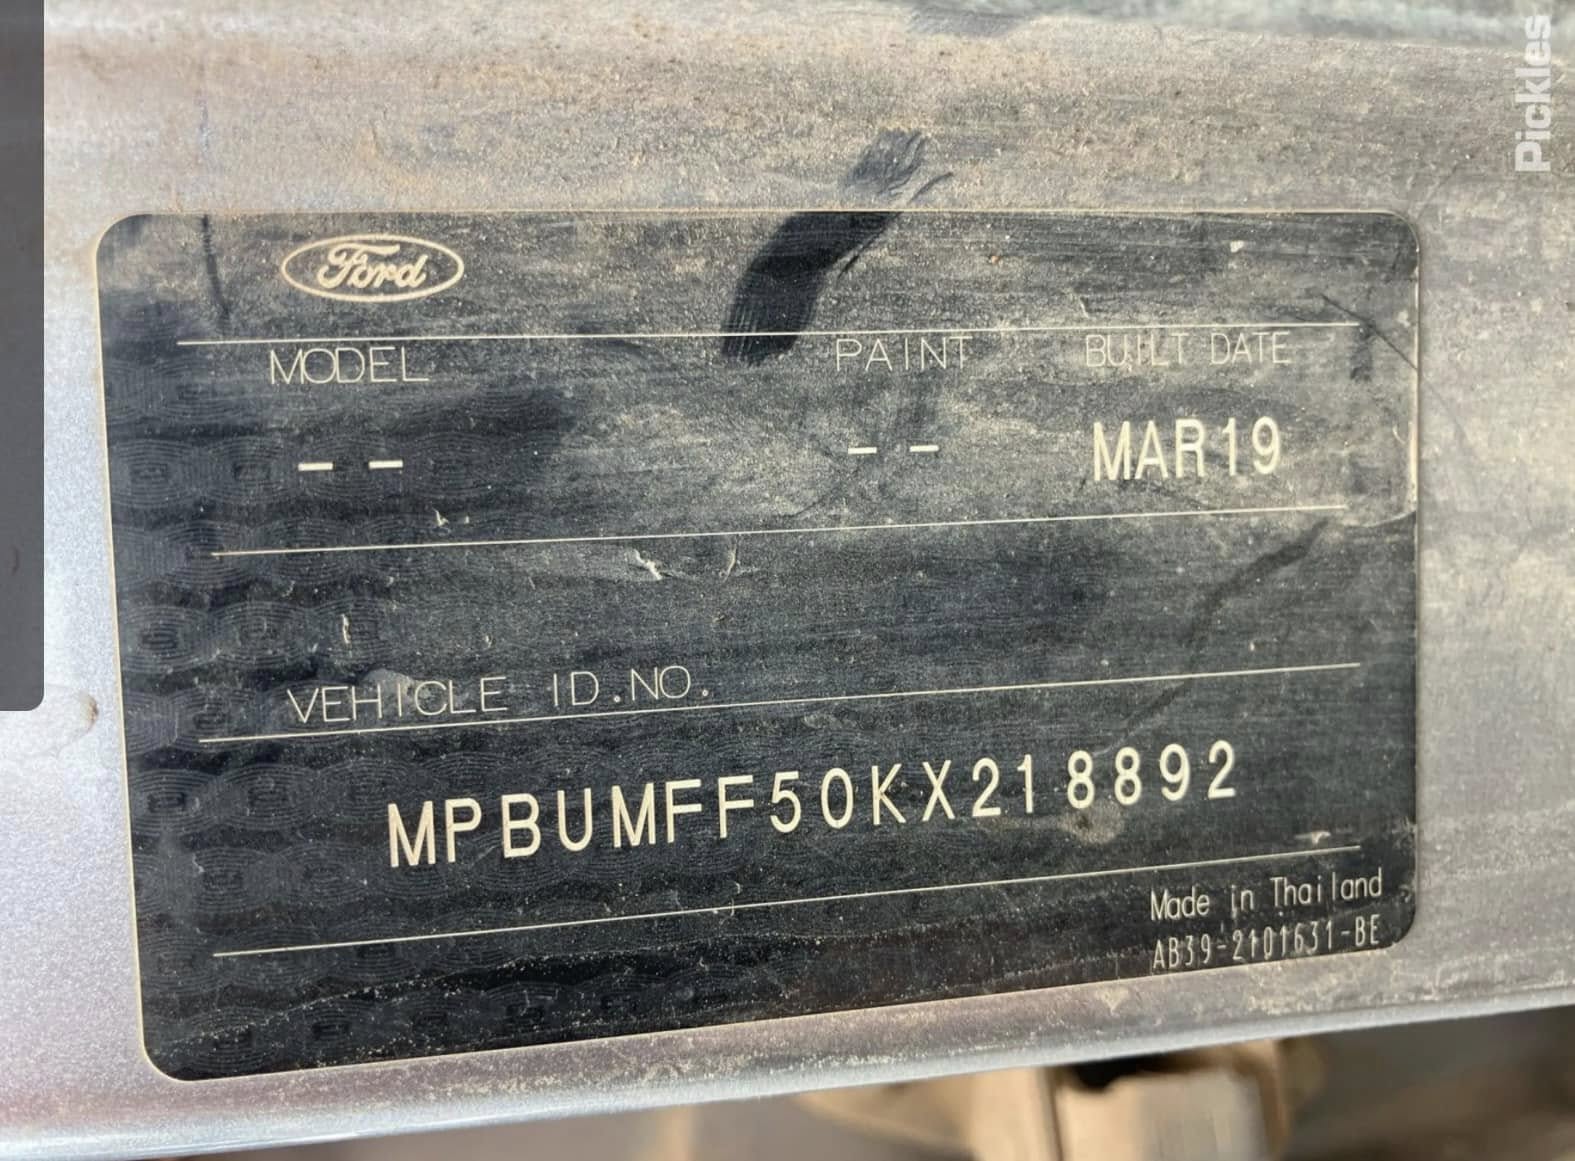 Pickles
Ford
MODEL PAINT BUILT DATE
-- -- MAR19
VEHICLE ID.NO.
MPBUMFF50KX218892
Made in Thailand
AB39-2101631-BE